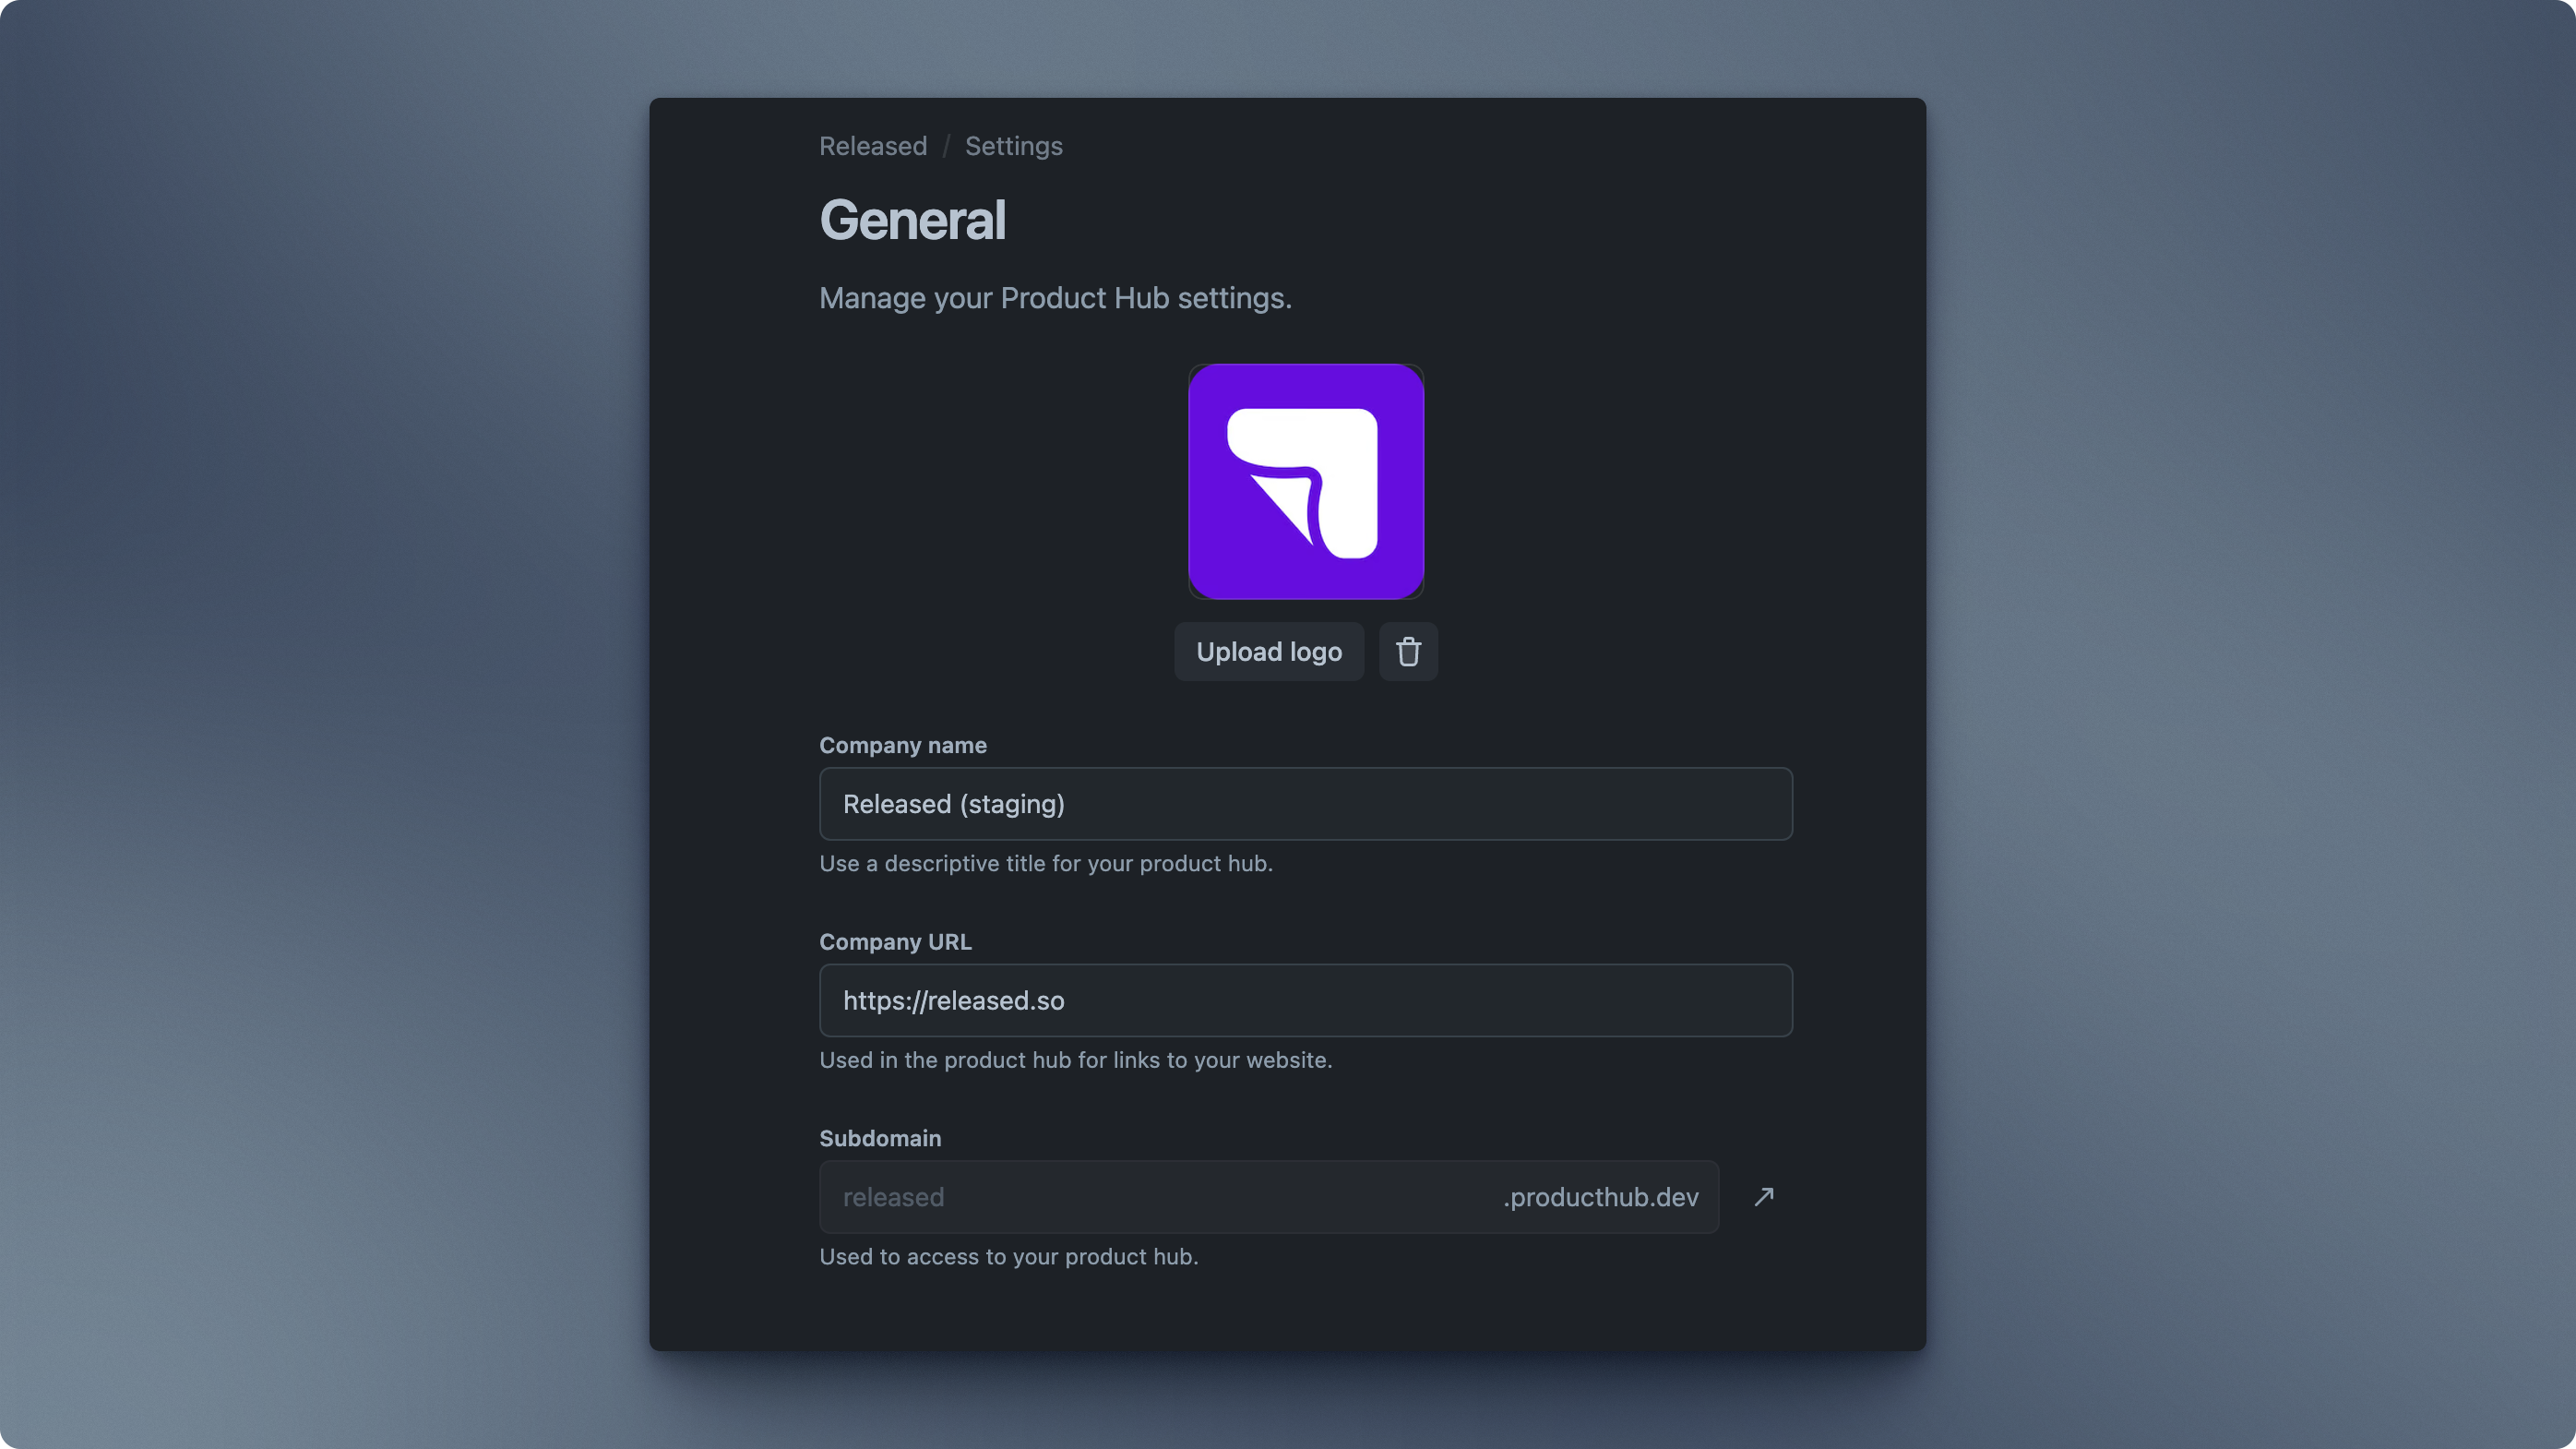 Released / Settings
General
Manage your Product Hub settings.
Upload logo
Company name
Released (staging)
Use a descriptive title for your product hub.
Company URL
https://released.so
Used in the product hub for links to your website.
Subdomain
released .producthub.dev
Used to access to your product hub.